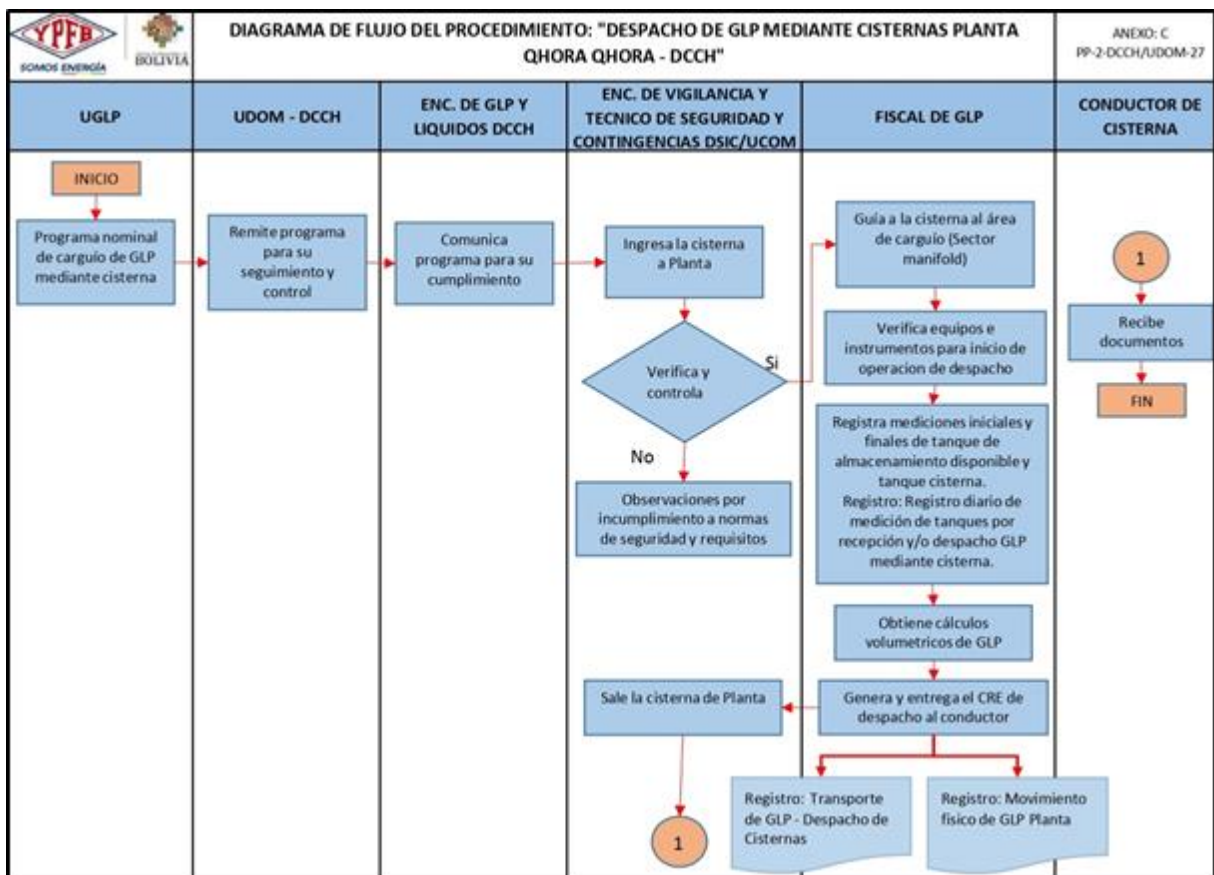 YPFB
SOMOS ENERGÍA
BOLIVIA
DIAGRAMA DE FLUJO DEL PROCEDIMIENTO: "DESPACHO DE GLP MEDIANTE CISTERNAS PLANTA
QHORA QHORA - DCCH"
ANEXO: C
PP-2-DCCH/UDOM-27
UGLP
UDOM - DCCH
ENC. DE GLP Y
LIQUIDOS DCCH
ENC. DE VIGILANCIA Y
TECNICO DE SEGURIDAD Y
CONTINGENCIAS DSIC/UCOM
FISCAL DE GLP
CONDUCTOR DE
CISTERNA
INICIO
Programa nominal
de carguío de GLP
mediante cisterna
Remite programa
para su
seguimiento y
control
Comunica
programa para su
cumplimiento
Ingresa la cisterna
a Planta
Verifica y
controla
Si
No
Observaciones por
incumplimiento a normas
de seguridad y requisitos
Guía a la cisterna al área
de carguío (Sector
manifold)
Verifica equipos e
instrumentos para inicio de
operacion de despacho
Registra mediciones iniciales y
finales de tanque de
almacenamiento disponible y
tanque cisterna.
Registro: Registro diario de
medición de tanques por
recepción y/o despacho GLP
mediante cisterna.
Obtiene cálculos
volumetricos de GLP
Genera y entrega el CRE de
despacho al conductor
Sale la cisterna de Planta
1
Registro: Transporte
de GLP - Despacho de
Cisternas
Registro: Movimiento
fisico de GLP Planta
1
Recibe
documentos
FIN